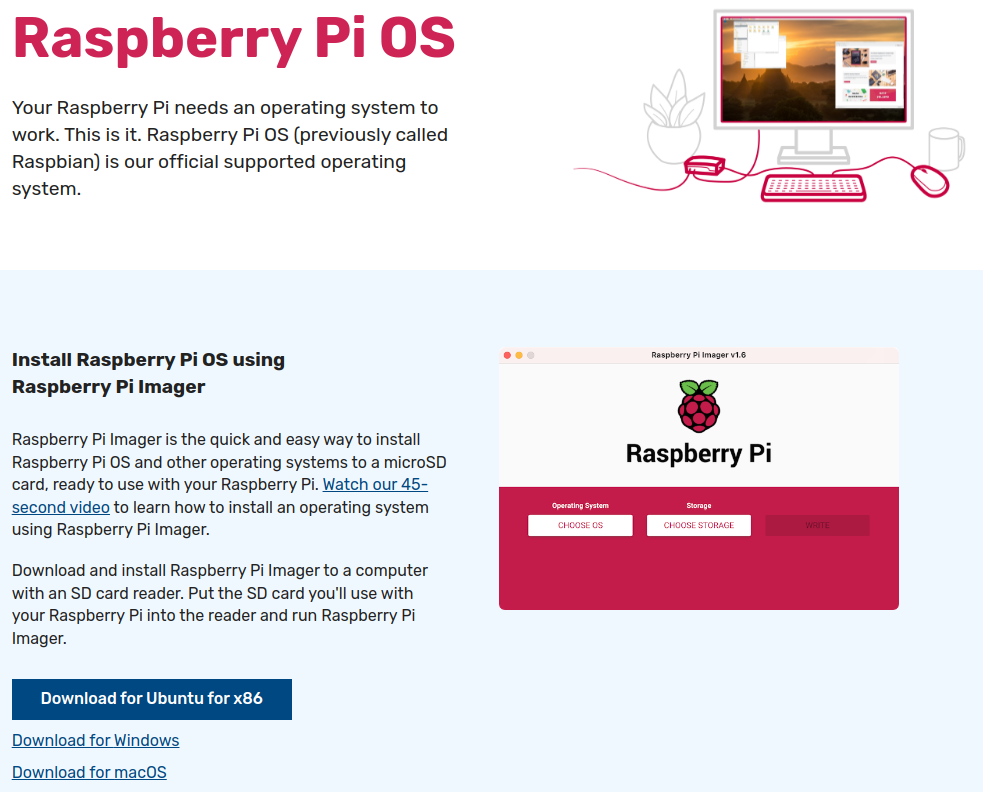 Raspberry Pi OS
Your Raspberry Pi needs an operating system to
work. This is it. Raspberry Pi OS (previously called
Raspbian) is our official supported operating
system.
Install Raspberry Pi OS using
Raspberry Pi Imager
Raspberry Pi Imager is the quick and easy way to install
Raspberry Pi OS and other operating systems to a microSD
card, ready to use with your Raspberry Pi. Watch our 45-
second video to learn how to install an operating system
using Raspberry Pi Imager.
Download and install Raspberry Pi Imager to a computer
with an SD card reader. Put the SD card you'll use with
your Raspberry Pi into the reader and run Raspberry Pi
Imager.
Download for Ubuntu for x86
Download for Windows
Download for macOS
Raspberry Pi Imager v1.6
Raspberry Pi
Operating System
Storage
CHOOSE OS
CHOOSE STORAGE
WRITE